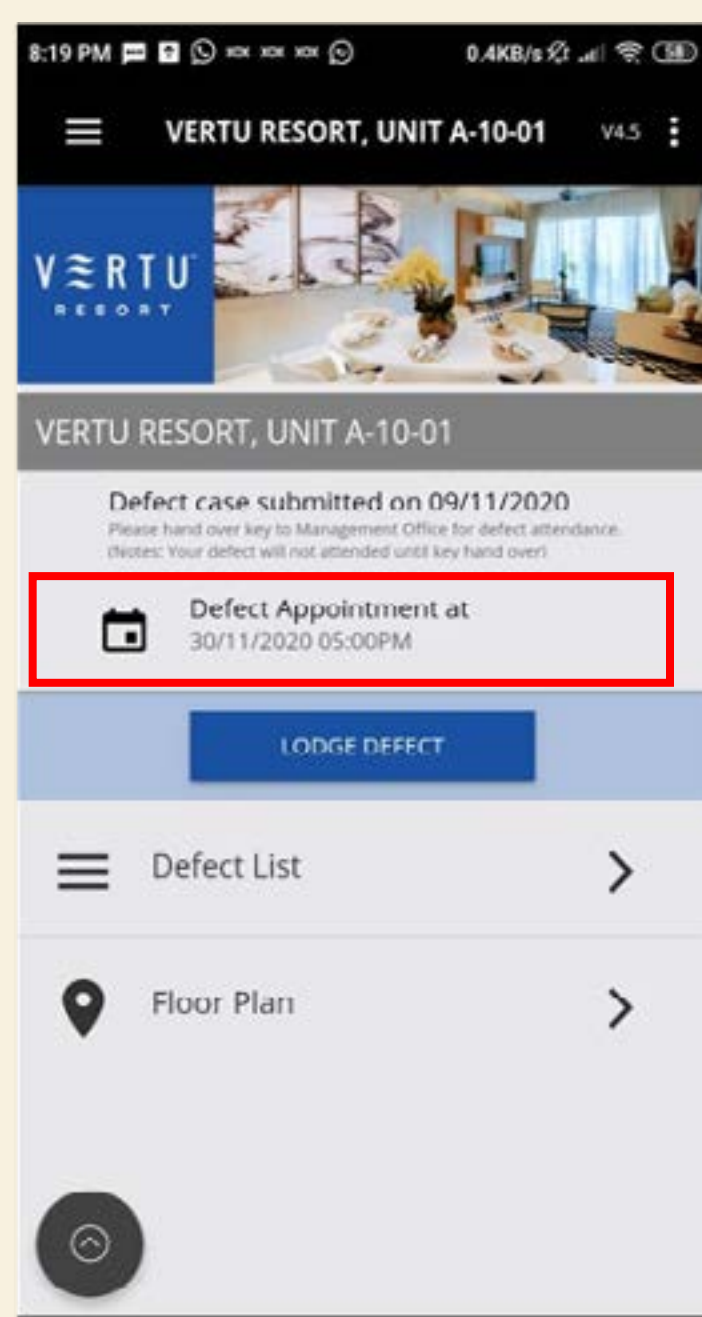 8:19 PM
0.4KB/s
58
VERTU RESORT, UNIT A-10-01
V4.5
VERTU
RESORT
VERTU RESORT, UNIT A-10-01
Defect case submitted on 09/11/2020
Please hand over key to Management Office for defect attendance.
(Notes: Your defect will not attended until key hand over)
Defect Appointment at
30/11/2020 05:00PM
LODGE DEFECT
Defect List
Floor Plan